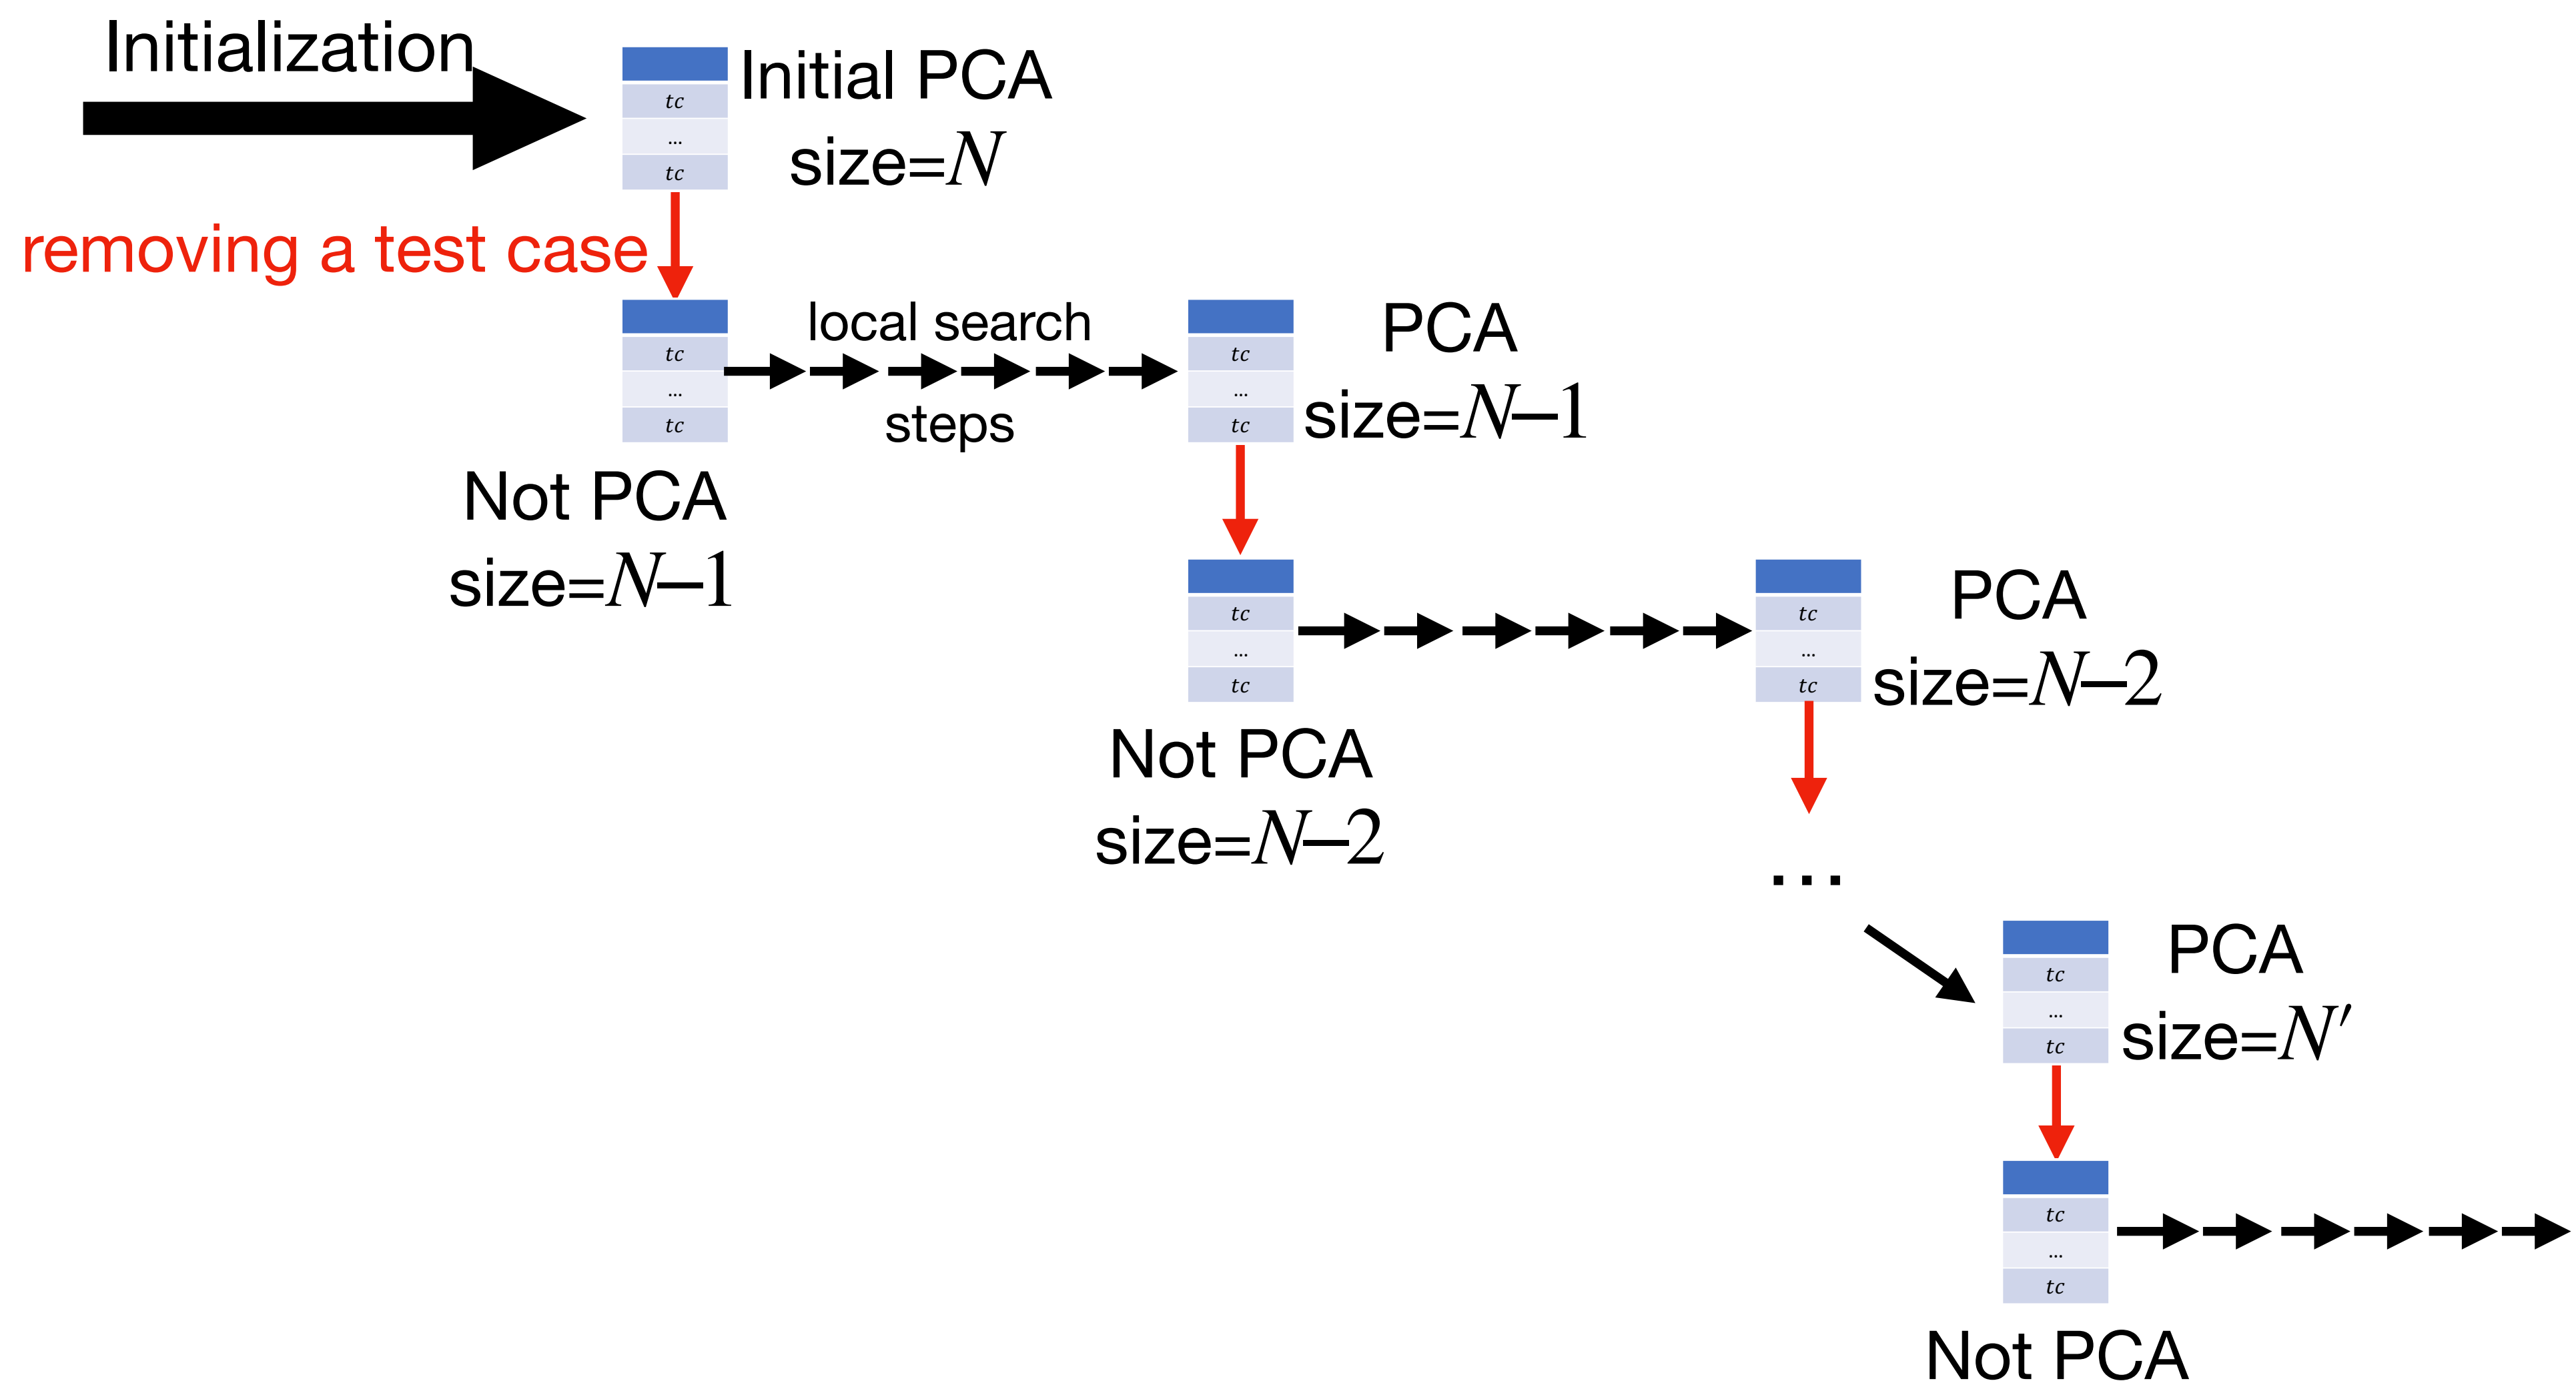 Initialization
tc
...
tc
Initial PCA
size=N
removing a test case
tc
...
tc
local search
steps
tc
...
tc
PCA
size=N–1
Not PCA
size=N–1
tc
...
tc
tc
...
tc
PCA
size=N–2
Not PCA
size=N–2
...
tc
...
tc
PCA
size=N′
tc
...
tc
Not PCA